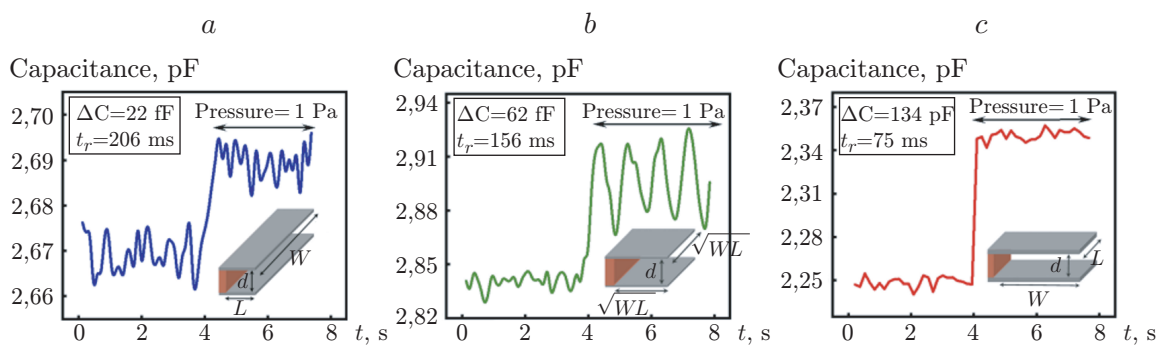 a
b
c
Capacitance, pF
Capacitance, pF
Capacitance, pF
2,70
2,69
2,68
2,67
2,66
ΔC=22 fF
t_r=206 ms
Pressure= 1 Pa
d
L
W
0
2
4
6
8
t, s
2,94
2,91
2,88
2,85
2,82
ΔC=62 fF
t_r=156 ms
Pressure= 1 Pa
√WL
d
√WL
0
2
4
6
8
t, s
2,37
2,34
2,31
2,28
2,25
ΔC=134 pF
t_r=75 ms
Pressure= 1 Pa
d
L
W
0
2
4
6
8
t, s